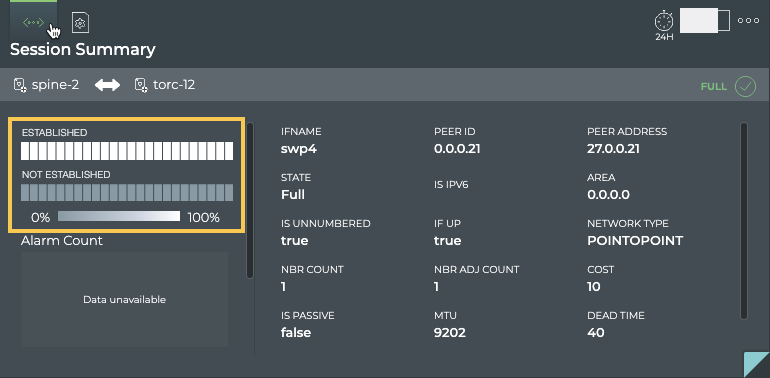 24H
Session Summary
spine-2 torc-12 FULL
ESTABLISHED
NOT ESTABLISHED
0% 100%
Alarm Count
Data unavailable
IFNAME PEER ID PEER ADDRESS
swp4 0.0.0.21 27.0.0.21
STATE IS IPV6 AREA
Full 0.0.0.0
IS UNNUMBERED IF UP NETWORK TYPE
true true POINTOPOINT
NBR COUNT NBR ADJ COUNT COST
1 1 10
IS PASSIVE MTU DEAD TIME
false 9202 40